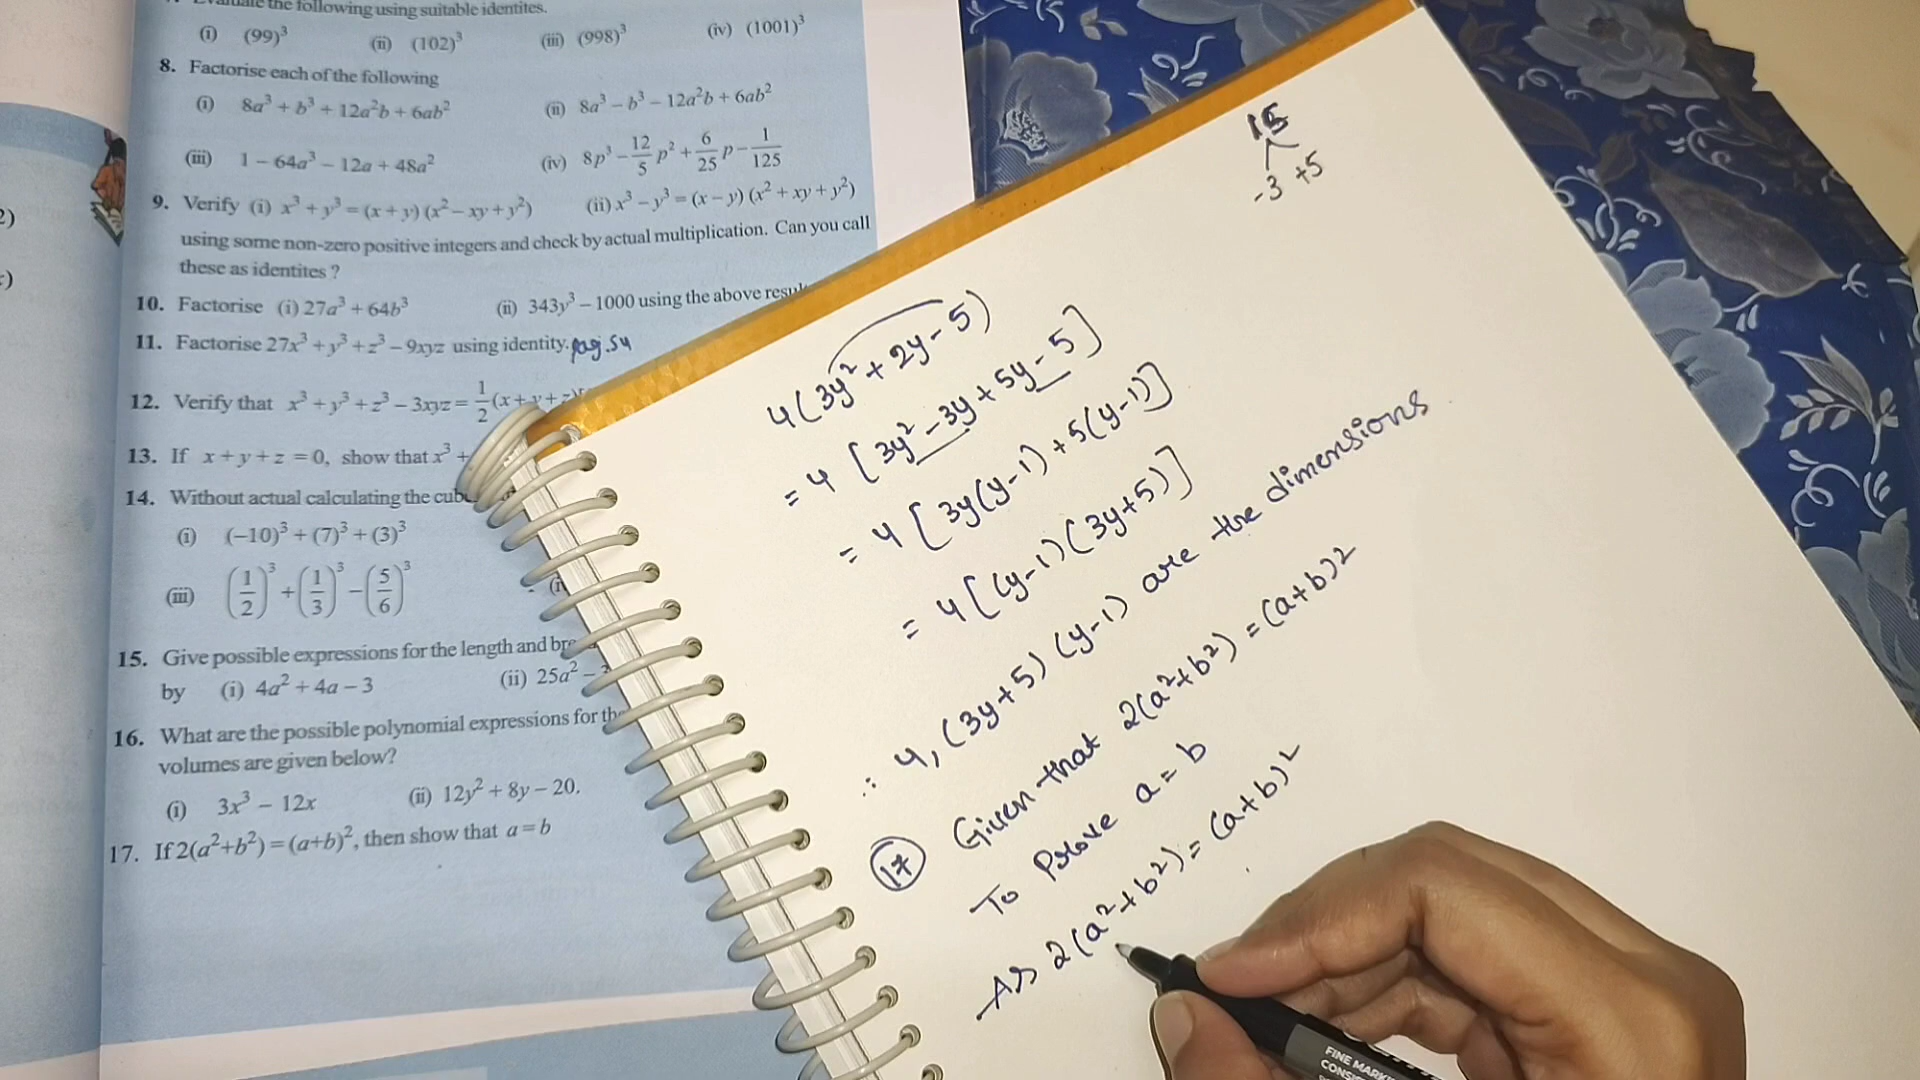 the following using suitable identites.
(i) (99)³ (ii) (102)³ (iii) (998)³ (iv) (1001)³
8. Factorise each of the following
(i) 8a³ + b³ + 12a²b + 6ab² (ii) 8a³ – b³ – 12a²b + 6ab²
(iii) 1 – 64a³ – 12a + 48a² (iv) 8p³ – 12/5 p² + 6/25 p – 1/125
9. Verify (i) x³ + y³ = (x + y) (x² – xy + y²) (ii) x³ – y³ = (x – y) (x² + xy + y²)
using some non-zero positive integers and check by actual multiplication. Can you call
these as identites ?
10. Factorise (i) 27a³ + 64b³ (ii) 343y³ – 1000 using the above
11. Factorise 27x³ + y³ + z³ – 9xyz using identity. pag.54
12. Verify that x³ + y³ + z³ – 3xyz = 1/2 (x + y + z)
13. If x + y + z = 0, show that x³ +
14. Without actual calculating the
(i) (–10)³ + (7)³ + (3)³
(iii) (1/2)³ + (1/3)³ – (5/6)³
15. Give possible expressions for the length and
by (i) 4a² + 4a – 3 (ii) 25a² –
16. What are the possible polynomial expressions for
volumes are given below?
(i) 3x³ – 12x (ii) 12y² + 8y – 20.
17. If 2(a²+b²) = (a+b)², then show that a = b
15
-3 +5
4(3y² + 2y - 5)
= 4 [3y² - 3y + 5y - 5]
= 4 [3y(y-1) + 5(y-1)]
= 4 [(y-1)(3y+5)]
∴ 4, (3y+5) (y-1) are the dimensions
17 Given that 2(a²+b²) = (a+b)2
To Prove a = b
As 2(a²+b²) = (a+b)2
FINE